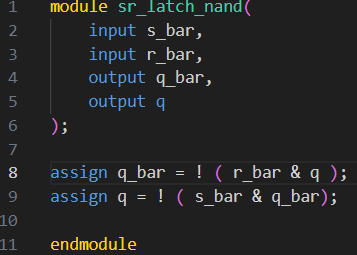 1 module sr_latch_nand(
2 input s_bar,
3 input r_bar,
4 output q_bar,
5 output q
6 );
7
8 assign q_bar = ! ( r_bar & q );
9 assign q = ! ( s_bar & q_bar);
10
11 endmodule